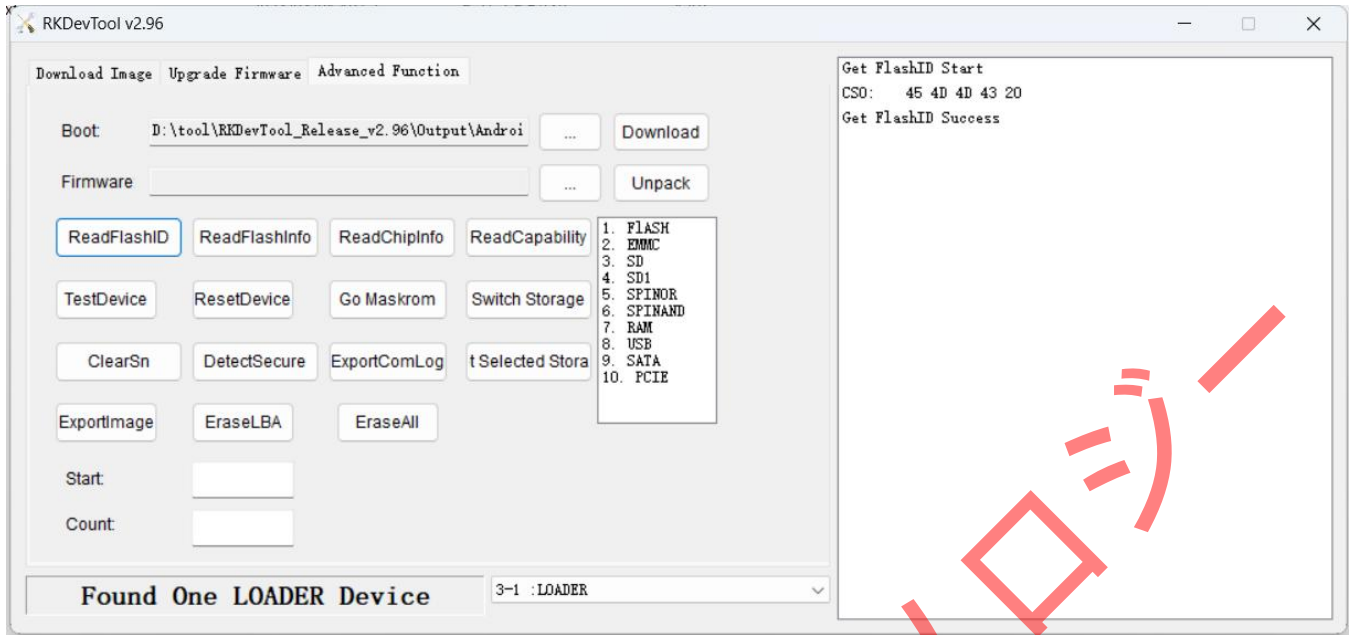 RKDevTool v2.96
Download Image Upgrade Firmware Advanced Function
Boot: D:\tool\RKDevTool_Release_v2.96\Output\Androi ... Download
Firmware ... Unpack
ReadFlashID ReadFlashInfo ReadChipInfo ReadCapability
TestDevice ResetDevice Go Maskrom Switch Storage
ClearSn DetectSecure ExportComLog t Selected Stora
ExportImage EraseLBA EraseAll
1. FlASH
2. EMMC
3. SD
4. SD1
5. SPINOR
6. SPINAND
7. RAM
8. USB
9. SATA
10. PCIE
Start:
Count:
Found One LOADER Device
3-1 :LOADER
Get FlashID Start
CS0: 45 4D 4D 43 20
Get FlashID Success
ロジー